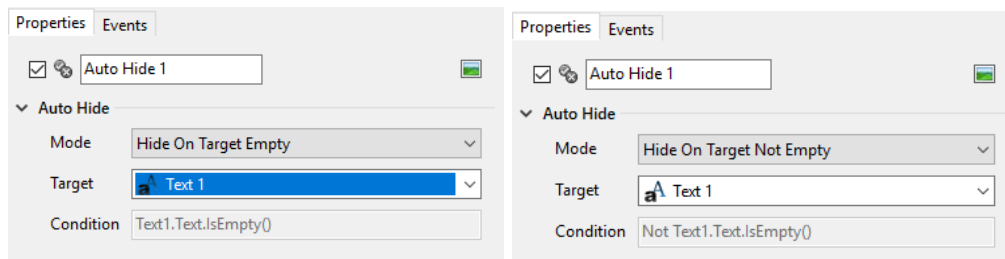 Properties Events
Auto Hide 1
Auto Hide
Mode Hide On Target Empty
Target Text 1
Condition Text1.Text.IsEmpty()
Properties Events
Auto Hide 1
Auto Hide
Mode Hide On Target Not Empty
Target Text 1
Condition Not Text1.Text.IsEmpty()